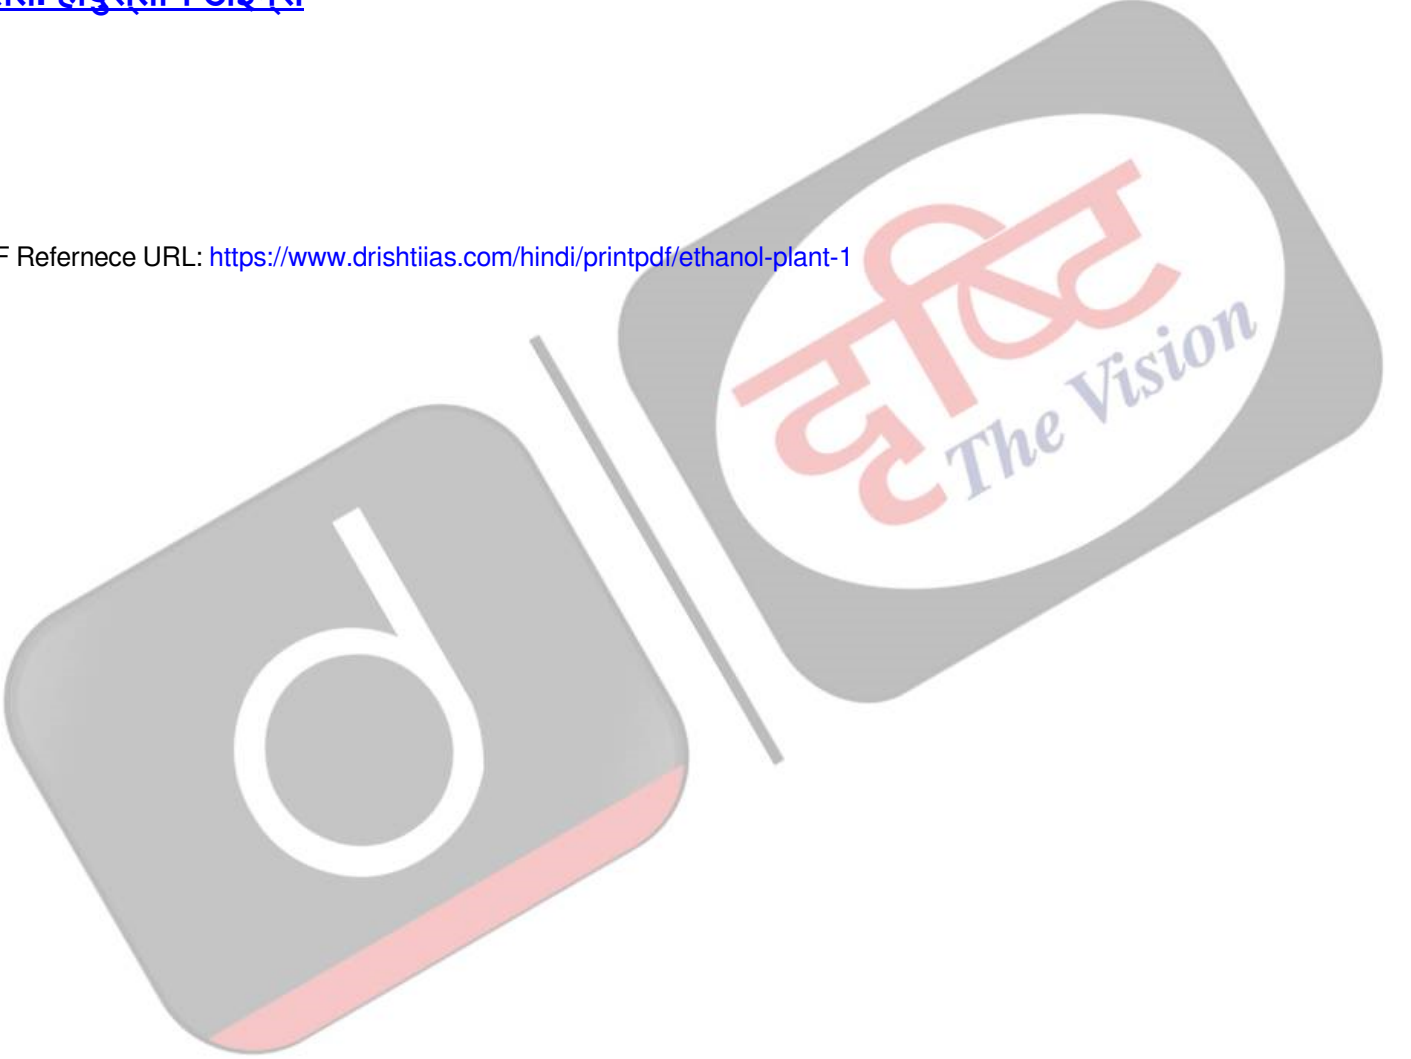 F Refernece URL: https://www.drishtiias.com/hindi/printpdf/ethanol-plant-1
दृष्टि
The Vision
d